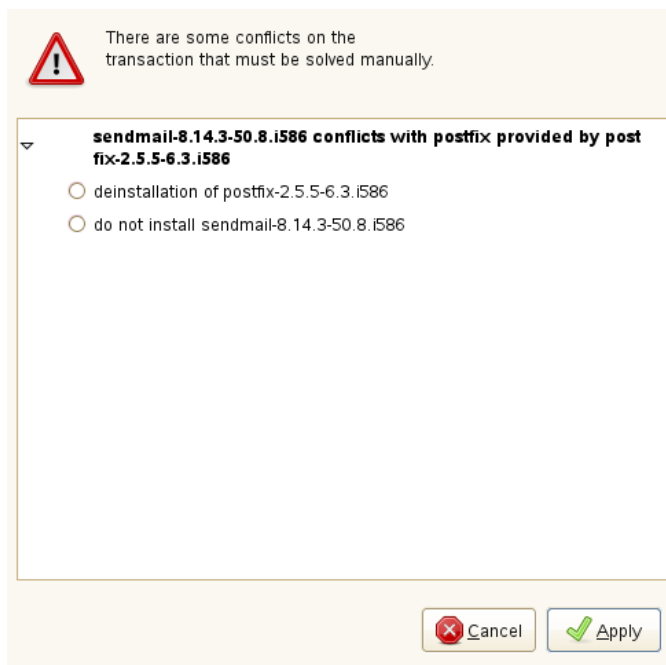 There are some conflicts on the
transaction that must be solved manually.
sendmail-8.14.3-50.8.i586 conflicts with postfix provided by post
fix-2.5.5-6.3.i586
deinstallation of postfix-2.5.5-6.3.i586
do not install sendmail-8.14.3-50.8.i586
Cancel
Apply